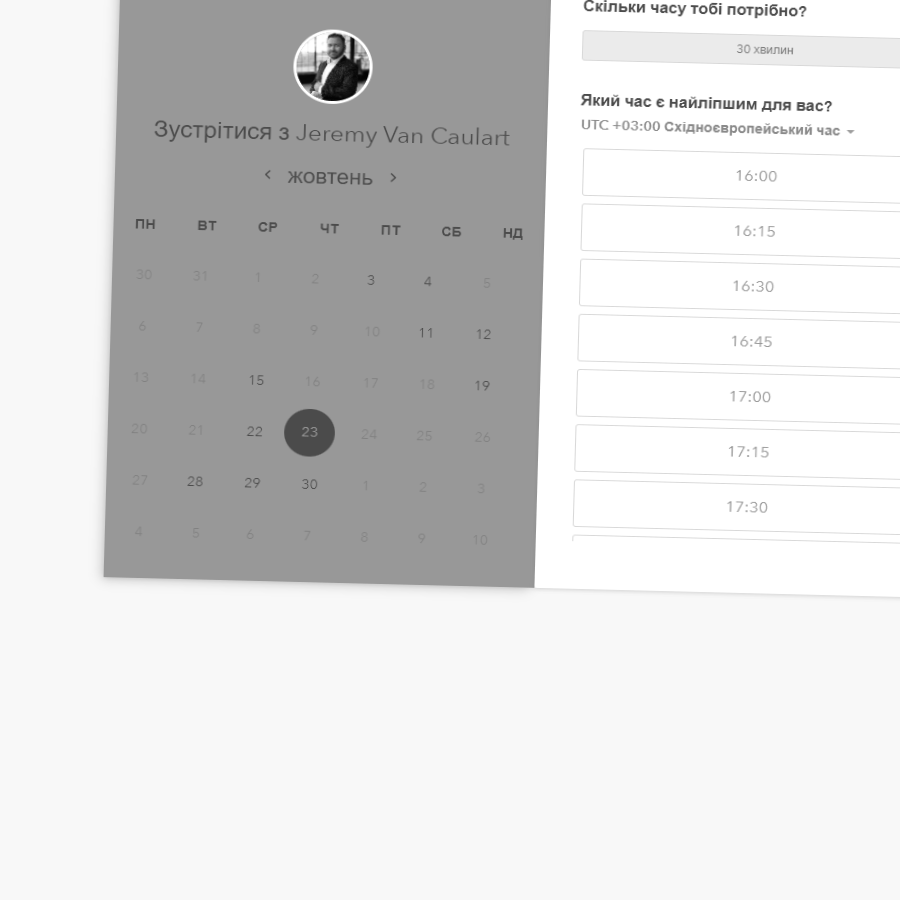 Зустрітися з Jeremy Van Caulart
жовтень
ПН ВТ СР ЧТ ПТ СБ НД
30 31 1 2 3 4 5
6 7 8 9 10 11 12
13 14 15 16 17 18 19
20 21 22 23 24 25 26
27 28 29 30 1 2 3
4 5 6 7 8 9 10
Скільки часу тобі потрібно?
30 хвилин
Який час є найліпшим для вас?
UTC +03:00 Східноєвропейський час
16:00
16:15
16:30
16:45
17:00
17:15
17:30